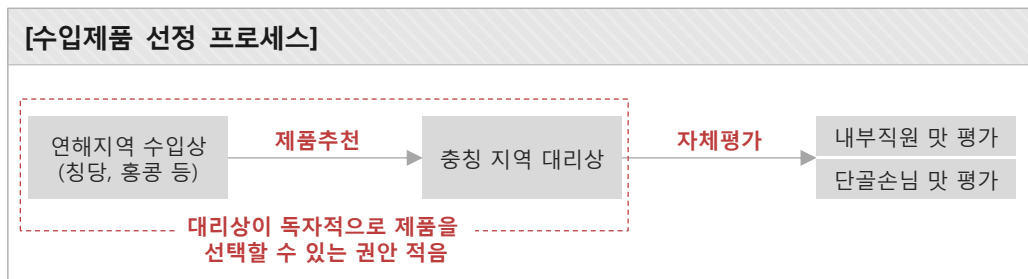 [수입제품 선정 프로세스]
연해지역 수입상
(칭당, 홍콩 등)
제품추천
충칭 지역 대리상
자체평가
내부직원 맛 평가
단골손님 맛 평가
대리상이 독자적으로 제품을
선택할 수 있는 권안 적음